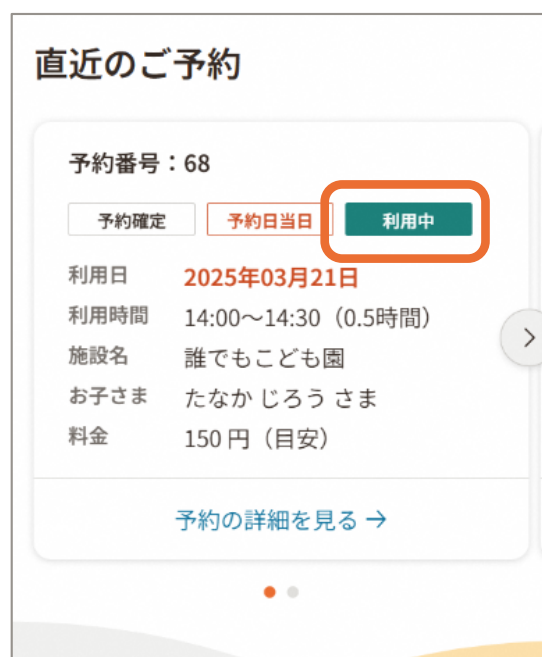 直近のご予約
予約番号：68
予約確定 予約日当日 利用中
利用日 2025年03月21日
利用時間 14:00～14:30（0.5時間）
施設名 誰でもこども園
お子さま たなか じろう さま
料金 150 円（目安）
予約の詳細を見る →